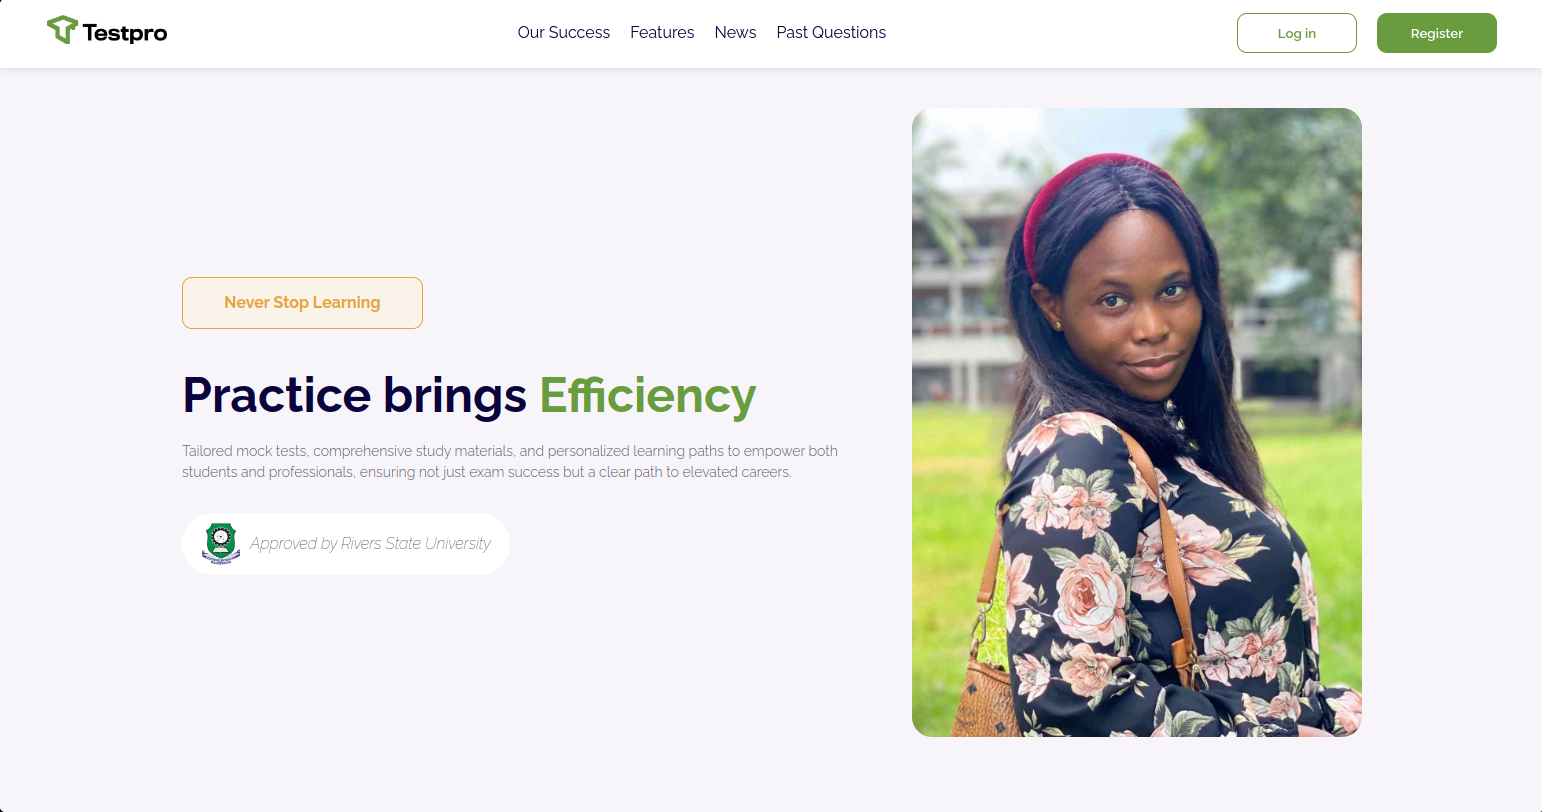 Testpro
Our Success Features News Past Questions
Log in
Register
Never Stop Learning
Practice brings Efficiency
Tailored mock tests, comprehensive study materials, and personalized learning paths to empower both
students and professionals, ensuring not just exam success but a clear path to elevated careers.
Approved by Rivers State University